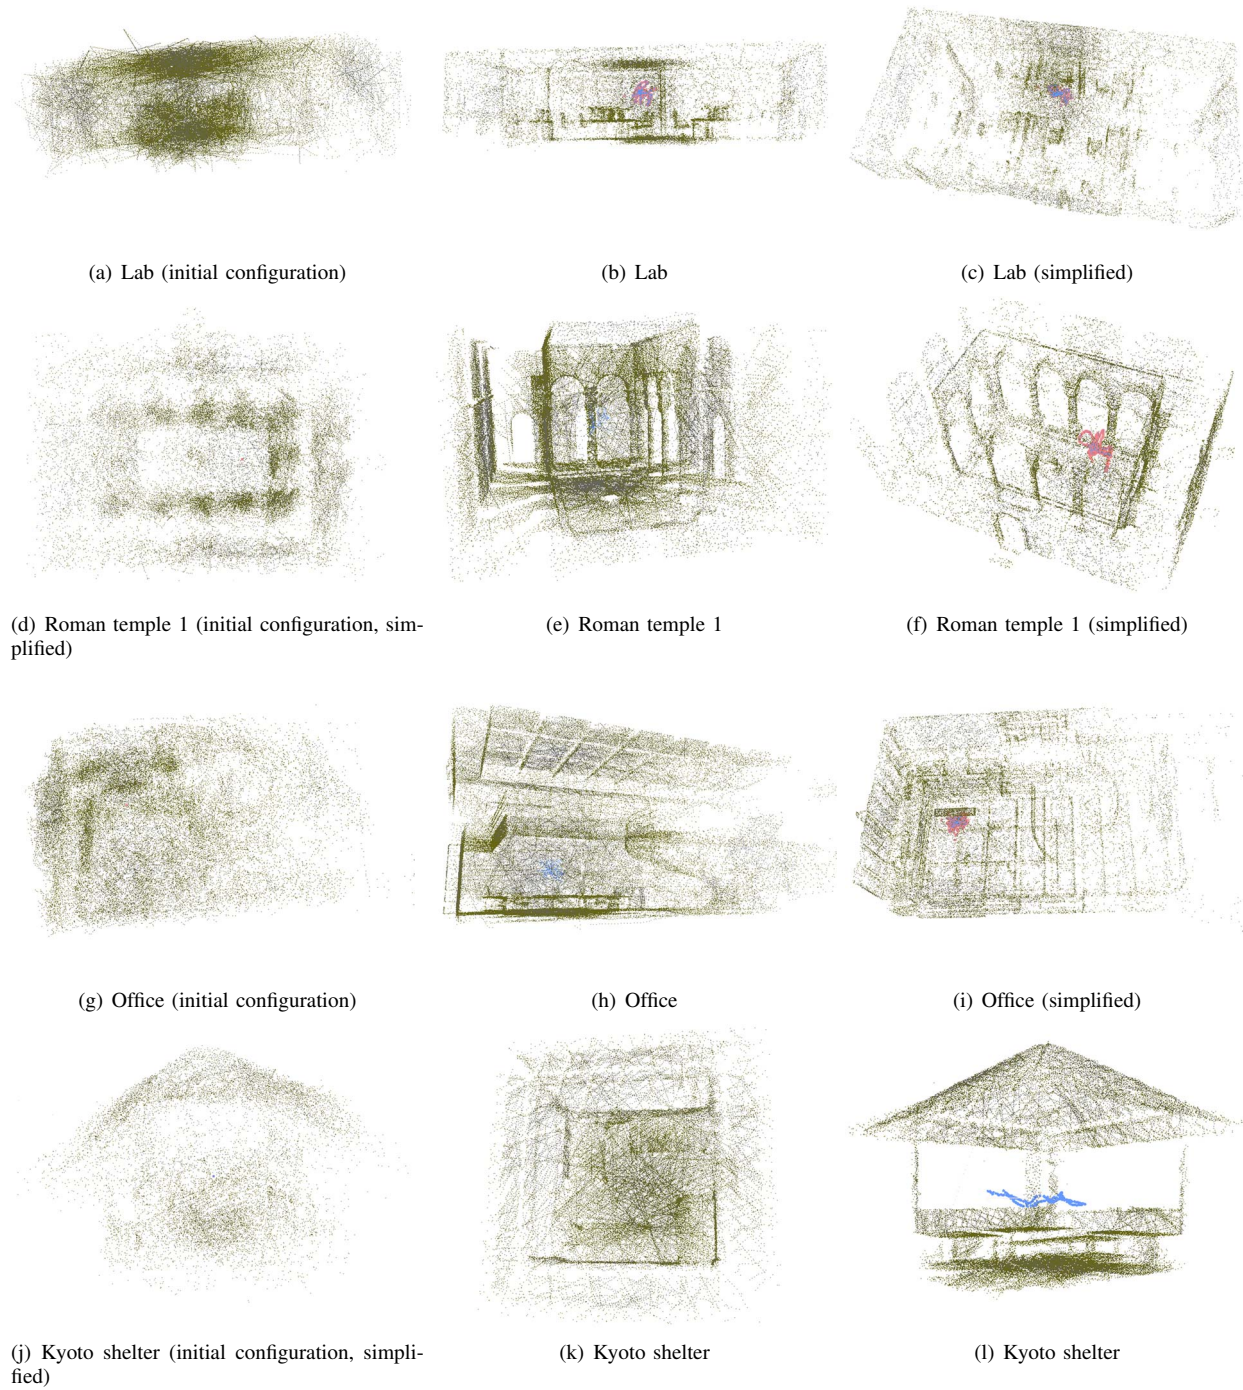 (a) Lab (initial configuration)
(b) Lab
(c) Lab (simplified)
(d) Roman temple 1 (initial configuration, sim-
plified)
(e) Roman temple 1
(f) Roman temple 1 (simplified)
(g) Office (initial configuration)
(h) Office
(i) Office (simplified)
(j) Kyoto shelter (initial configuration, simpli-
fied)
(k) Kyoto shelter
(l) Kyoto shelter